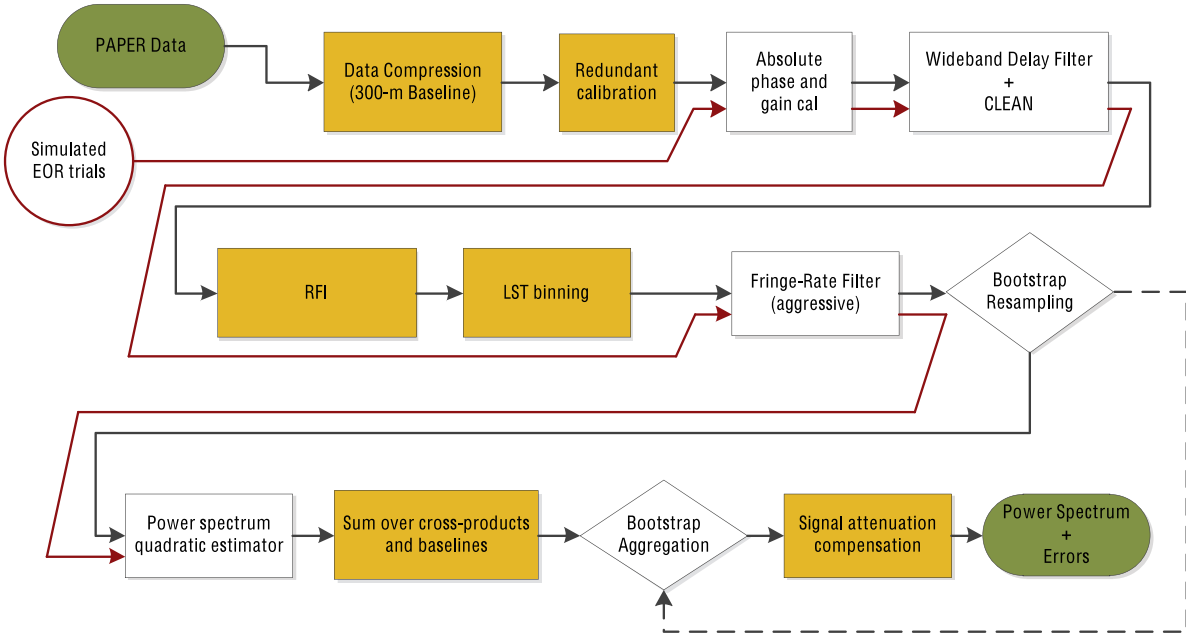 PAPER Data
Data Compression
(300-m Baseline)
Redundant
calibration
Absolute
phase and
gain cal
Wideband Delay Filter
+
CLEAN
Simulated
EOR trials
RFI
LST binning
Fringe-Rate Filter
(aggressive)
Bootstrap
Resampling
Power spectrum
quadratic estimator
Sum over cross-products
and baselines
Bootstrap
Aggregation
Signal attenuation
compensation
Power Spectrum
+
Errors